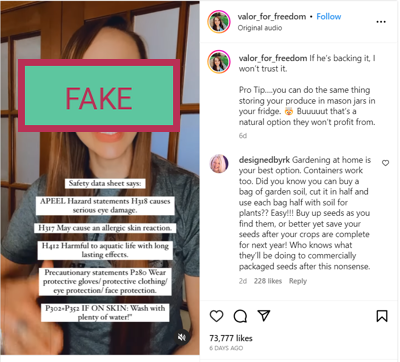 FAKE
Safety data sheet says:
APEEL Hazard statements H318 causes
serious eye damage.
H317 May cause an allergic skin reaction.
H412 Harmful to aquatic life with long
lasting effects.
Precautionary statements P280 Wear
protective gloves/ protective clothing/
eye protection/ face protection.
P302+P352 IF ON SKIN: Wash with
plenty of water!"
valor_for_freedom • Follow
Original audio
valor_for_freedom If he's backing it, I
won't trust it.
Pro Tip....you can do the same thing
storing your produce in mason jars in
your fridge. 🤯 Buuuuut that's a
natural option they won't profit from.
6d
designedbyrk Gardening at home is
your best option. Containers work
too. Did you know you can buy a
bag of garden soil, cut it in half and
use each bag half with soil for
plants?? Easy!!! Buy up seeds as you
find them, or better yet save your
seeds after your crops are complete
for next year! Who knows what
they'll be doing to commercially
packaged seeds after this nonsense.
2d 228 likes Reply
73,777 likes
6 DAYS AGO